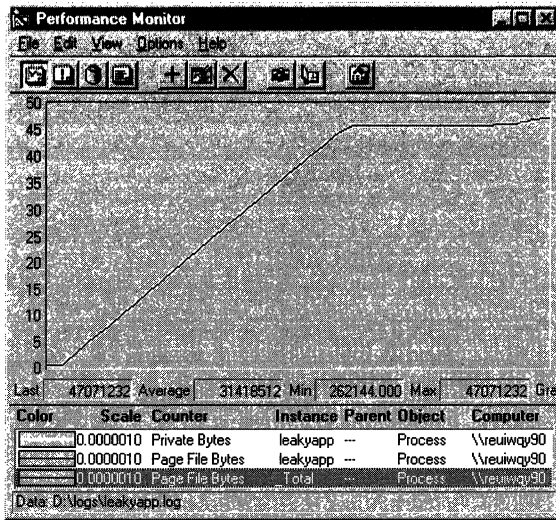 Performance Monitor
File Edit View Options Help
50
45
40
35
30
25
20
15
10
5
0
Last 47071232 Average 31418512 Min 262144.000 Max 47071232 Gra
Color Scale Counter Instance Parent Object Computer
0.0000010 Private Bytes leakyapp --- Process \\reuiwqy90
0.0000010 Page File Bytes leakyapp --- Process \\reuiwqy90
0.0000010 Page File Bytes _Total --- Process \\reuiwqy90
Data: D:\logs\leakyapp.log